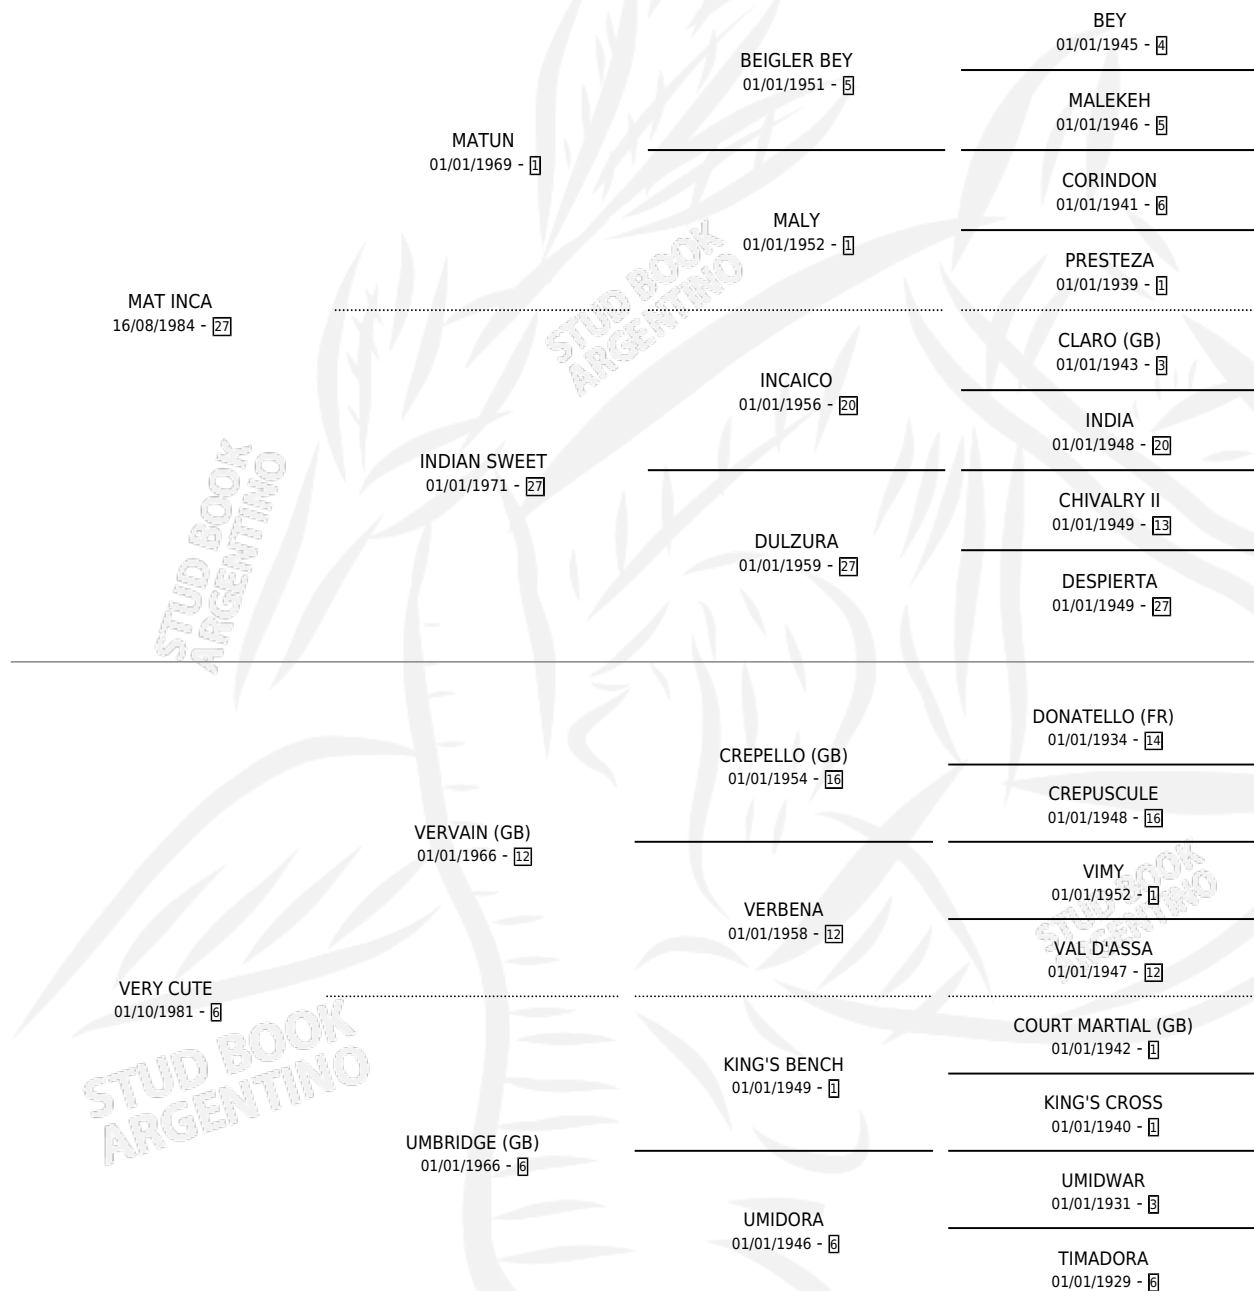 BEY
01/01/1945 - 4
BEIGLER BEY
01/01/1951 - 5
MALEKEH
01/01/1946 - 5
MATUN
01/01/1969 - 1
CORINDON
01/01/1941 - 6
MALY
01/01/1952 - 1
PRESTEZA
01/01/1939 - 1
MAT INCA
16/08/1984 - 27
CLARO (GB)
01/01/1943 - 3
INCAICO
01/01/1956 - 20
INDIA
01/01/1948 - 20
INDIAN SWEET
01/01/1971 - 27
CHIVALRY II
01/01/1949 - 13
DULZURA
01/01/1959 - 27
DESPIERTA
01/01/1949 - 27
DONATELLO (FR)
01/01/1934 - 14
CREPELLO (GB)
01/01/1954 - 16
CREPUSCULE
01/01/1948 - 16
VERVAIN (GB)
01/01/1966 - 12
VIMY
01/01/1952 - 1
VERBENA
01/01/1958 - 12
VAL D'ASSA
01/01/1947 - 12
VERY CUTE
01/10/1981 - 6
COURT MARTIAL (GB)
01/01/1942 - 1
KING'S BENCH
01/01/1949 - 1
KING'S CROSS
01/01/1940 - 1
UMBRIDGE (GB)
01/01/1966 - 6
UMIDWAR
01/01/1931 - 3
UMIDORA
01/01/1946 - 6
TIMADORA
01/01/1929 - 6
STUD BOOK
ARGENTINO
STUD BOOK
ARGENTINO
STUD BOOK
ARGENTINO
STUD BOOK
ARGENTINO